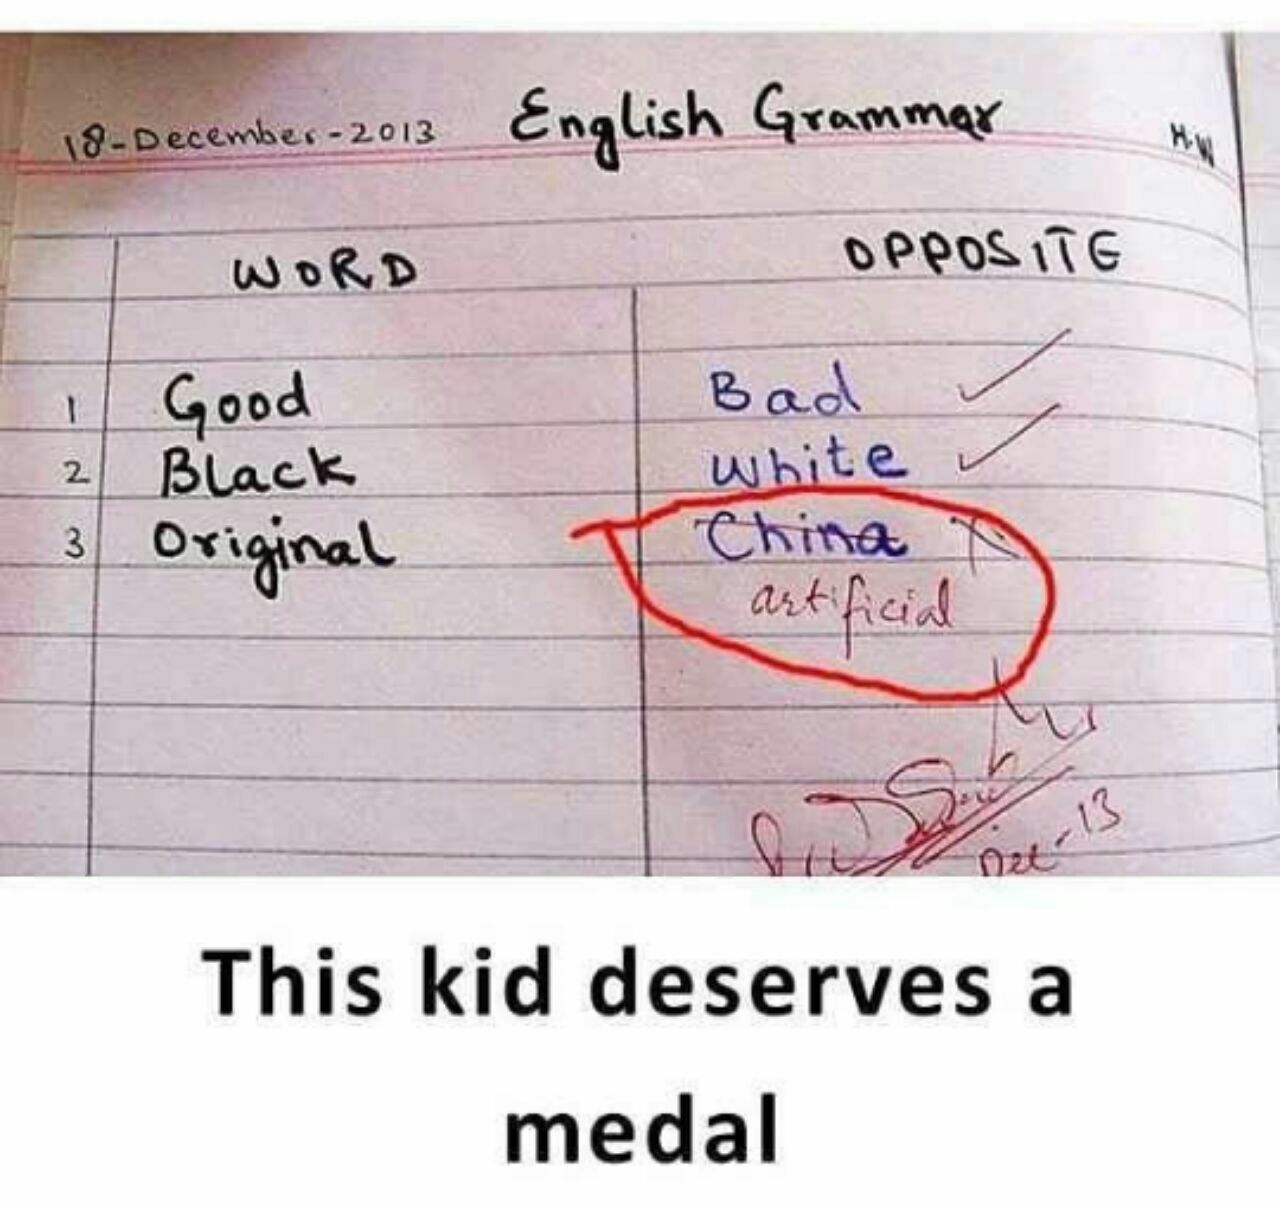 18-December-2013 English Grammar H.W
WORD OPPOSITE
1 Good Bad
2 Black White
3 Original China
artificial
Dec-13
This kid deserves a
medal